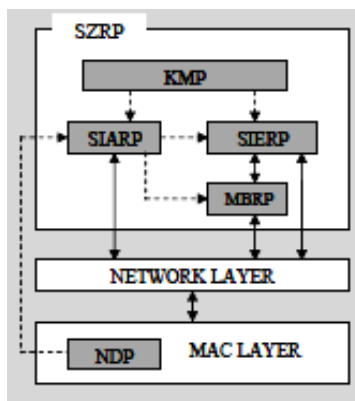 SZRP
KMP
SIARP SIERP
MBRP
NETWORK LAYER
NDP MAC LAYER